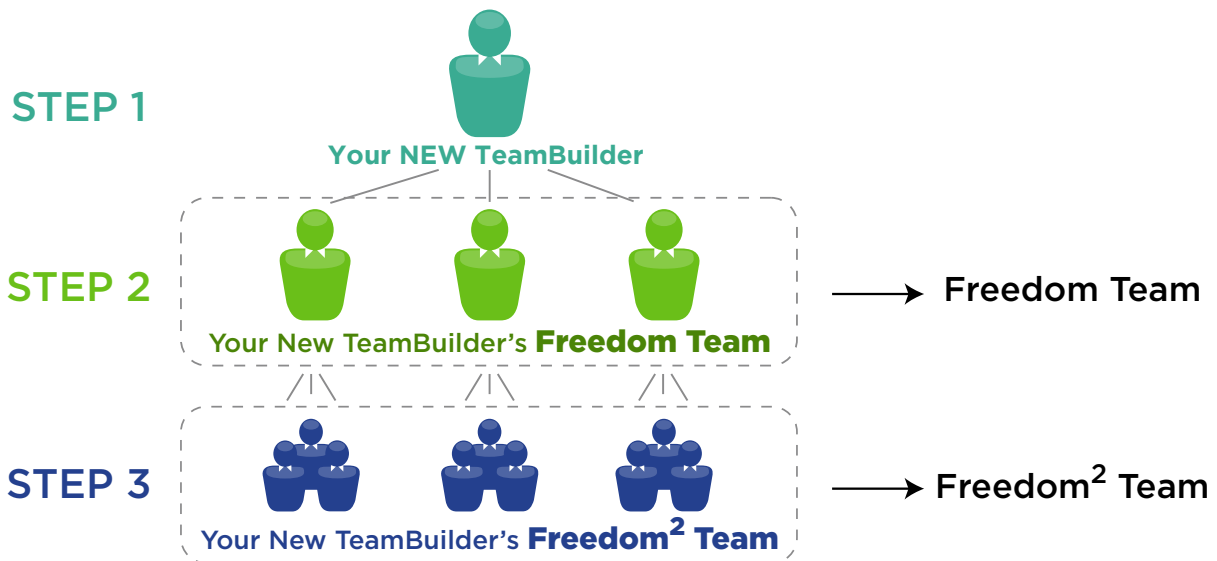 STEP 1
Your NEW TeamBuilder
STEP 2
Your New TeamBuilder's Freedom Team
Freedom Team
STEP 3
Your New TeamBuilder's Freedom² Team
Freedom² Team